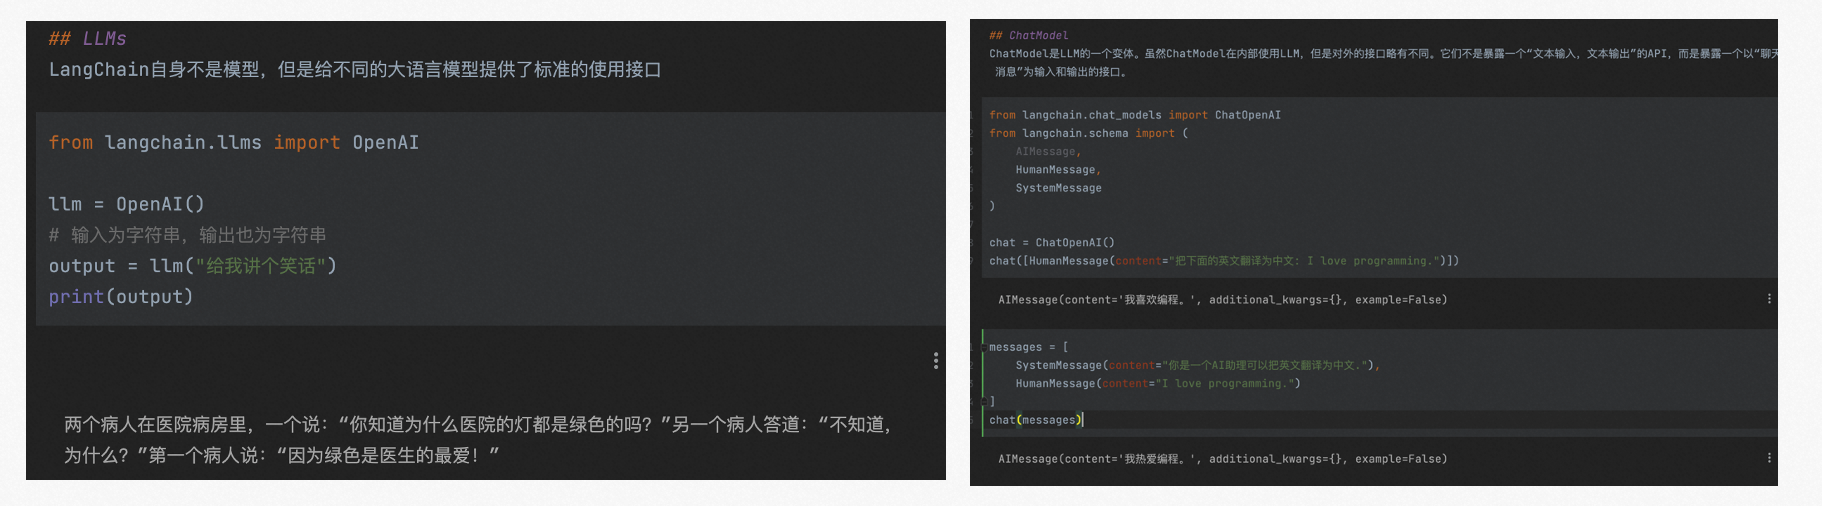 ## LLMs
LangChain自身不是模型，但是给不同的大语言模型提供了标准的使用接口
from langchain.llms import OpenAI
llm = OpenAI()
# 输入为字符串，输出也为字符串
output = llm("给我讲个笑话")
print(output)
两个病人在医院病房里，一个说：“你知道为什么医院的灯都是绿色的吗？”另一个病人答道：“不知道，
为什么？”第一个病人说：“因为绿色是医生的最爱！”
## ChatModel
ChatModel是LLM的一个变体。虽然ChatModel在内部使用LLM，但是对外的接口略有不同。它们不是暴露一个“文本输入，文本输出”的API，而是暴露一个以“聊天
消息”为输入和输出的接口。
from langchain.chat_models import ChatOpenAI
from langchain.schema import (
    AIMessage,
    HumanMessage,
    SystemMessage
)
chat = ChatOpenAI()
chat([HumanMessage(content="把下面的英文翻译为中文: I love programming.")])
AIMessage(content='我喜欢编程。', additional_kwargs={}, example=False)
messages = [
    SystemMessage(content="你是一个AI助理可以把英文翻译为中文."),
    HumanMessage(content="I love programming.")
]
chat(messages)
AIMessage(content='我热爱编程。', additional_kwargs={}, example=False)